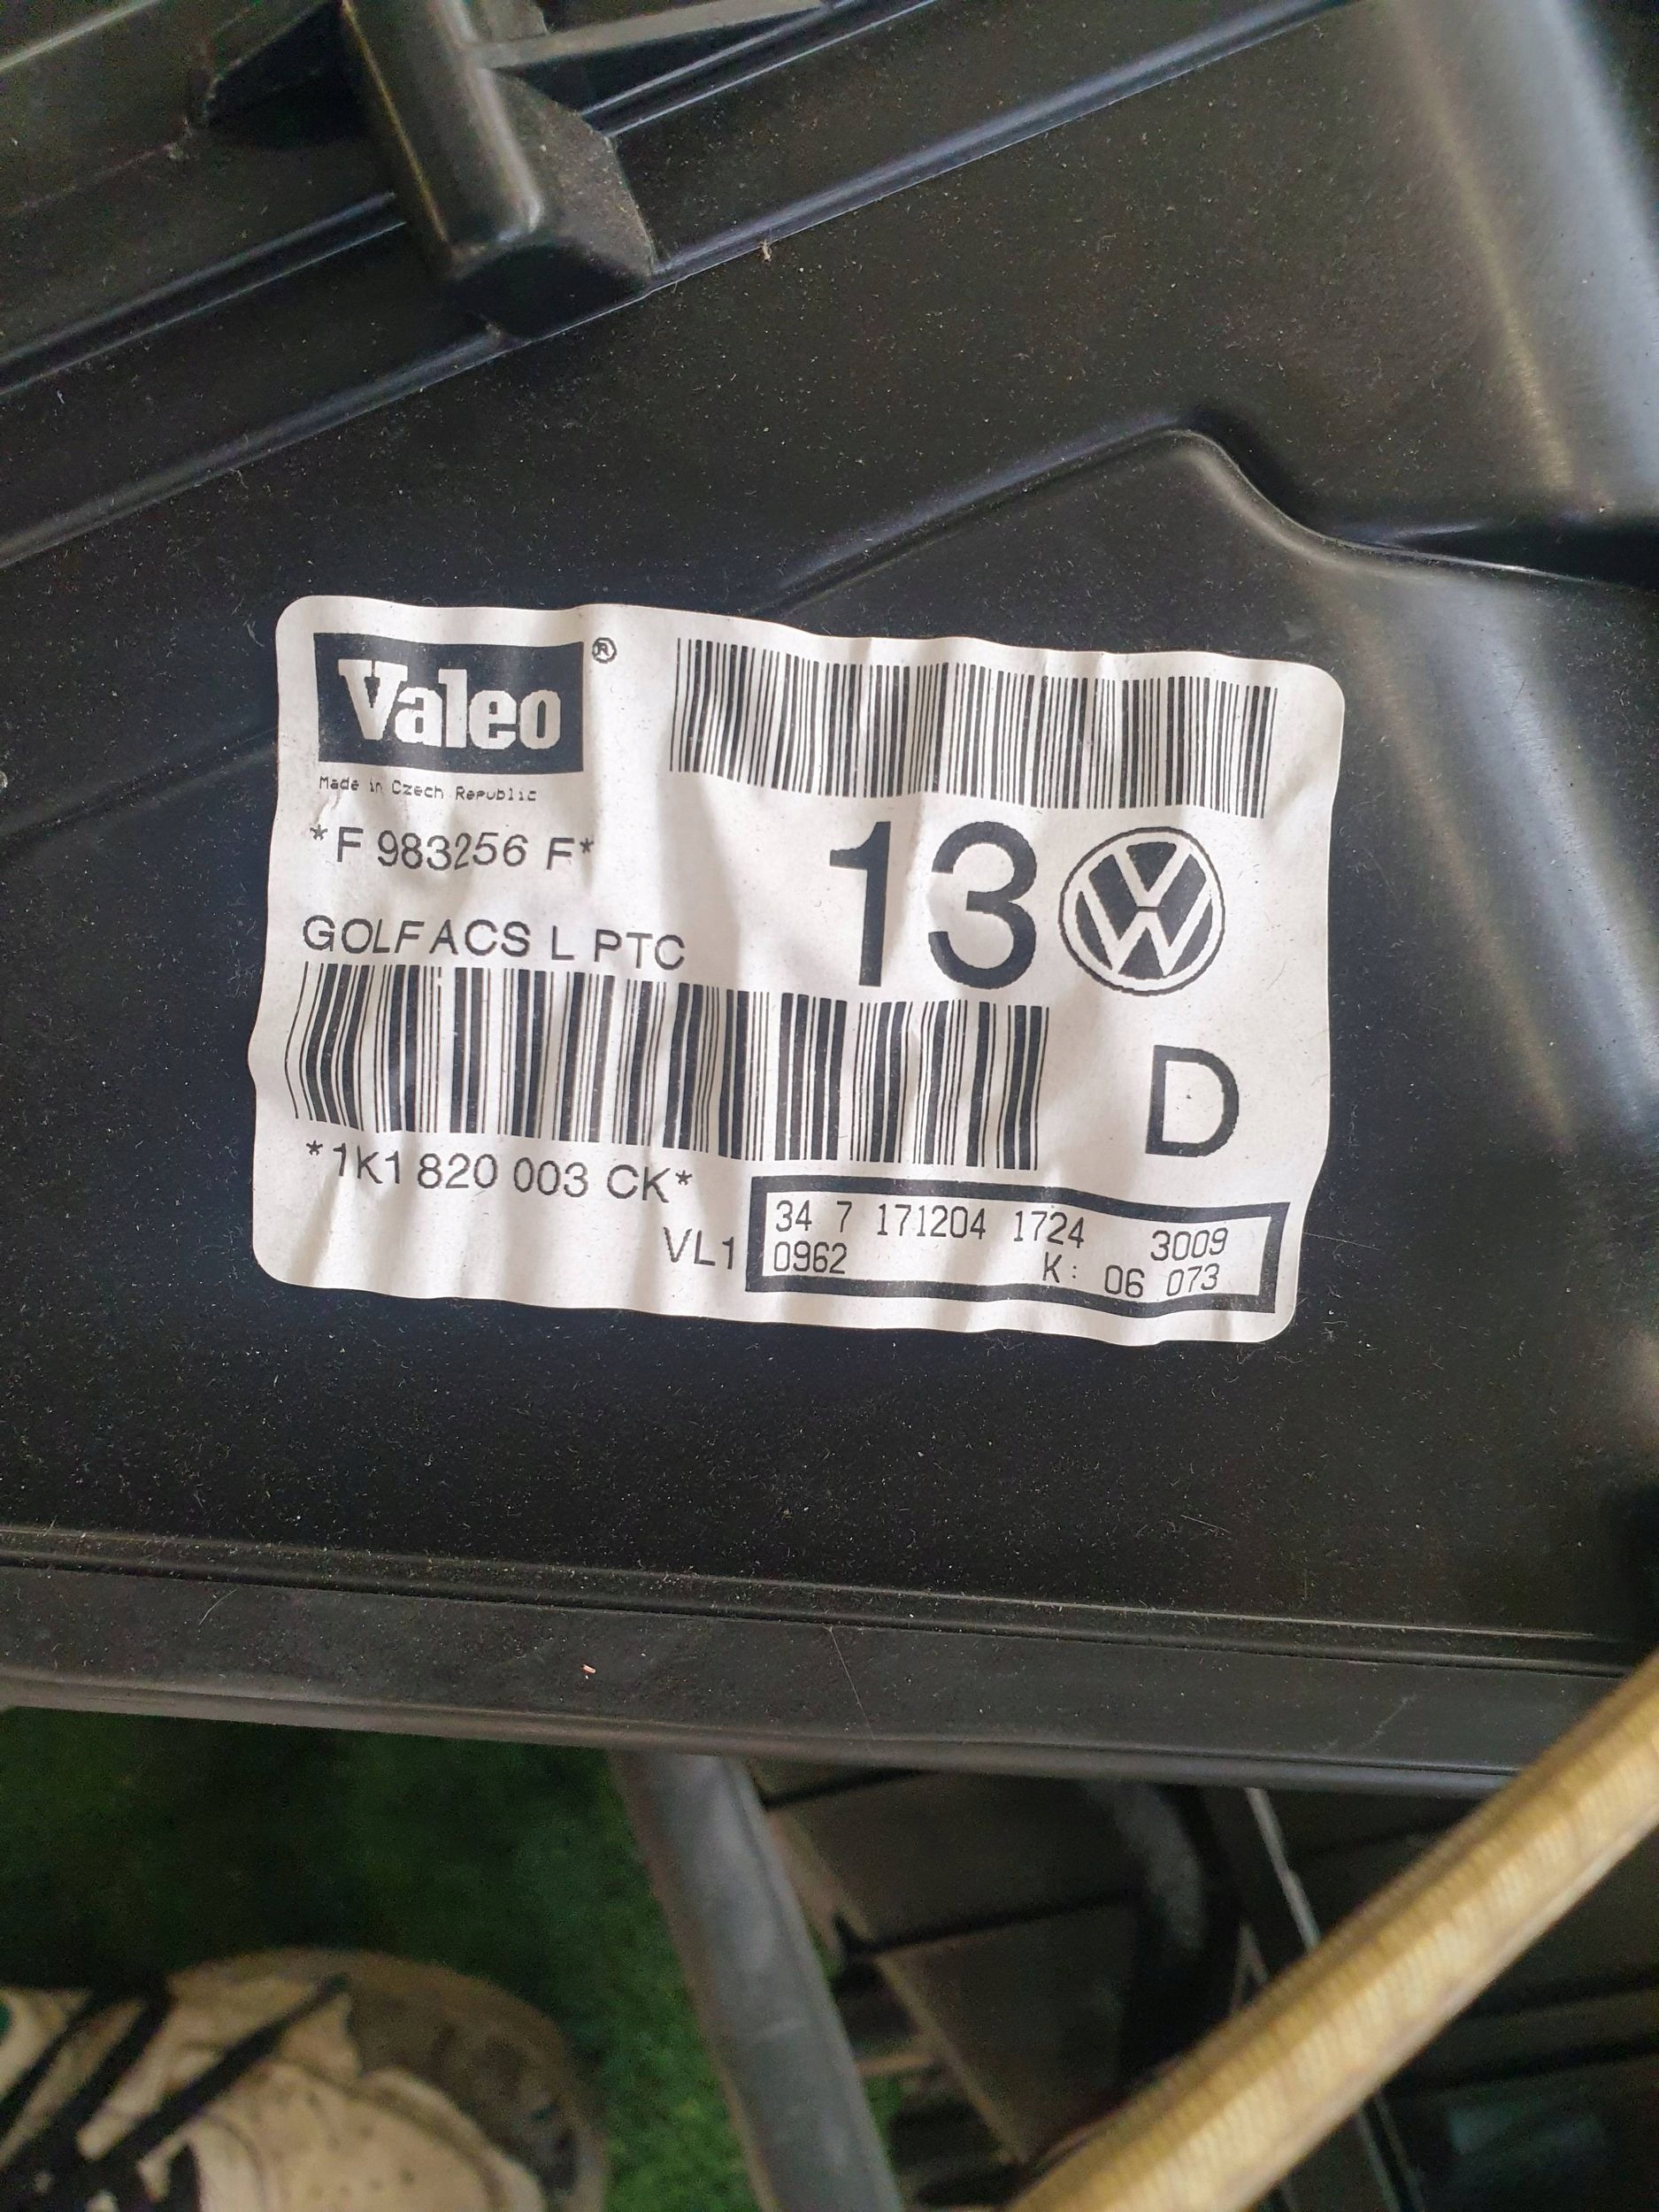 Valeo®
Made in Czech Republic
*F 983256 F*
13
GOLF ACS L PTC
D
*1K1 820 003 CK*
VL1
34 7 171204 1724 3009
0962 K: 06 073